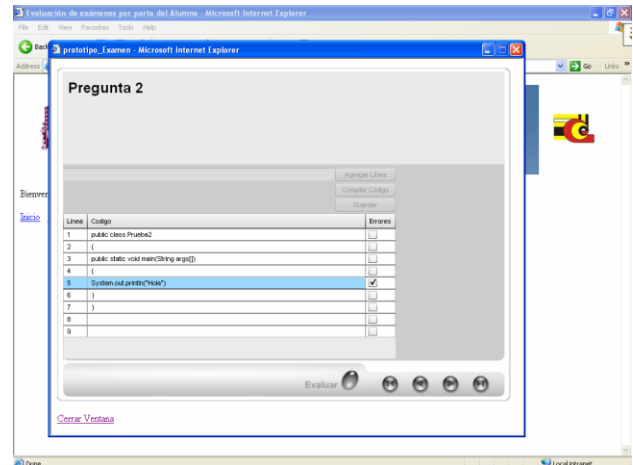 Evaluación de exámenes por parte del Alumno - Microsoft Internet Explorer
File Edit View Favorites Tools Help
Back
prototipo_Examen - Microsoft Internet Explorer
Address
Go Links »
Pregunta 2
Agregar Línea
Compilar Código
Guardar
Bienven
Inicio
Linea Codigo Errores
1 public class Prueba2
2 {
3 public static void main(String args[])
4 {
5 System.out.println("Hola")
6 }
7 }
8
9
Evaluar
Cerrar Ventana
Done Local intranet